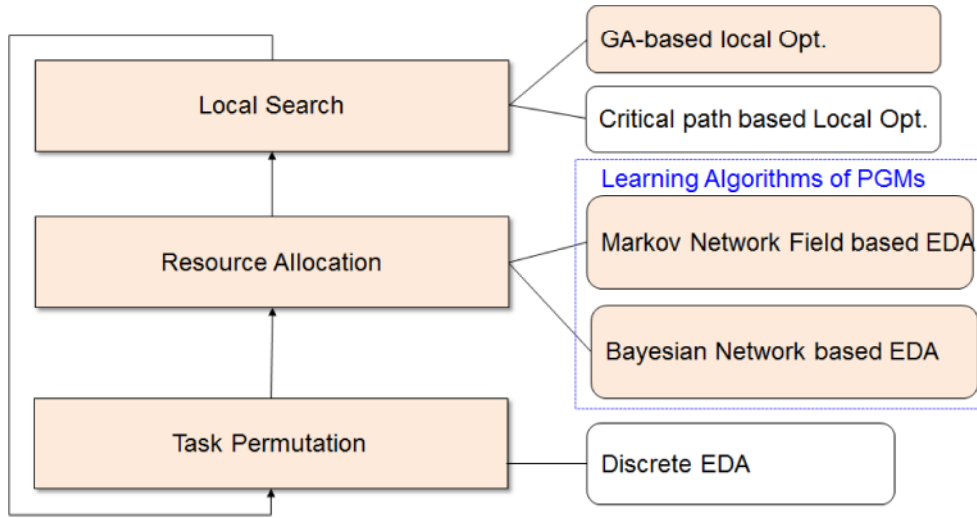 GA-based local Opt.
Local Search
Critical path based Local Opt.
Learning Algorithms of PGMs
Markov Network Field based EDA
Resource Allocation
Bayesian Network based EDA
Task Permutation
Discrete EDA